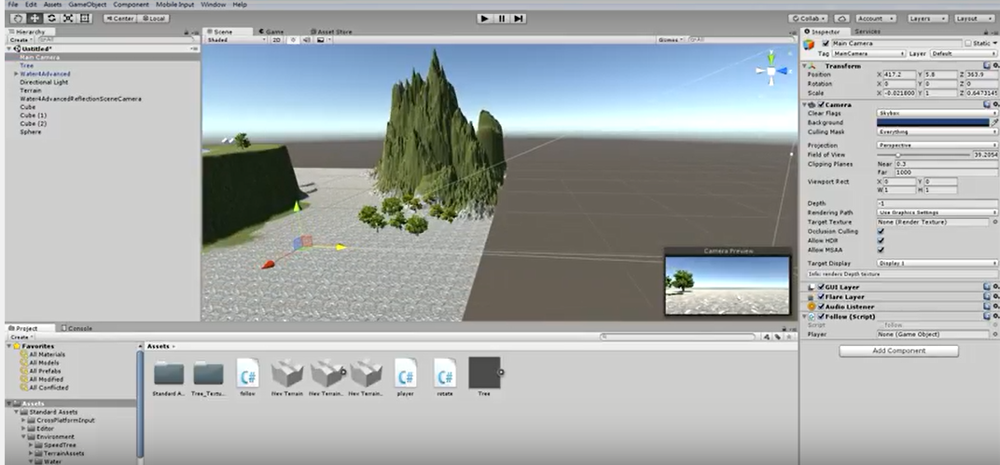 File Edit Assets GameObject Component Mobile Input Window Help
Center Local
Collab Account Layers Layout
Hierarchy
Create All
Untitled*
Main Camera
Tree
Water4Advanced
Directional Light
Terrain
Water4AdvancedReflectionSceneCamera
Cube
Cube (1)
Cube (2)
Sphere
Scene Game Asset Store
Shaded 2D Gizmos All
Camera Preview
Inspector Services
Main Camera Static
Tag MainCamera Layer Default
Transform
Position X 417.2 Y 5.8 Z 363.9
Rotation X 0 Y 0 Z 0
Scale X -0.021800 Y 1 Z 0.6473145
Camera
Clear Flags Skybox
Background
Culling Mask Everything
Projection Perspective
Field of View 39.2054
Clipping Planes Near 0.3
Far 1000
Viewport Rect X 0 Y 0
W 1 H 1
Depth -1
Rendering Path Use Graphics Settings
Target Texture None (Render Texture)
Occlusion Culling
Allow HDR
Allow MSAA
Target Display Display 1
Info: renders Depth texture
GUI Layer
Flare Layer
Audio Listener
Follow (Script)
Script follow
Player None (Game Object)
Add Component
Project Console
Create
Favorites
All Materials
All Models
All Prefabs
All Modified
All Conflicted
Assets
Standard Assets
CrossPlatformInput
Editor
Environment
SpeedTree
TerrainAssets
Water
Assets
C# C# C#
Standard A... Tree_Textu... follow New Terrain New Terrain... New Terrain... player rotate Tree